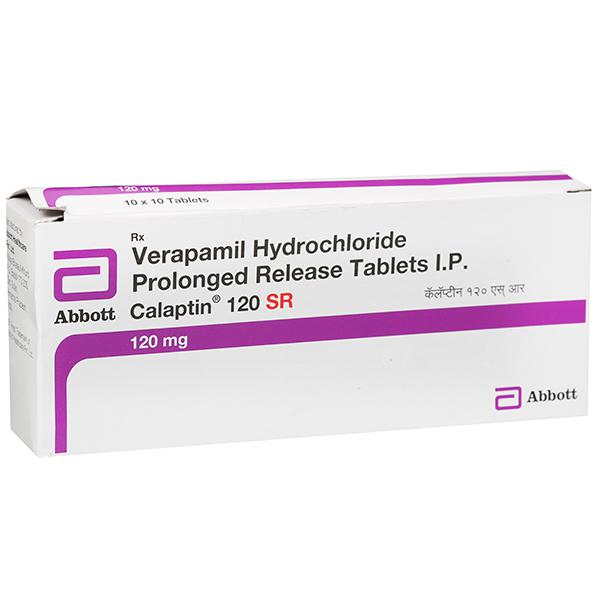 120 mg
10 x 10 Tablets
Rx
Verapamil Hydrochloride
Prolonged Release Tablets I.P.
Calaptin® 120 SR
कॅलॅप्टीन १२० एस् आर
Abbott
120 mg
Abbott